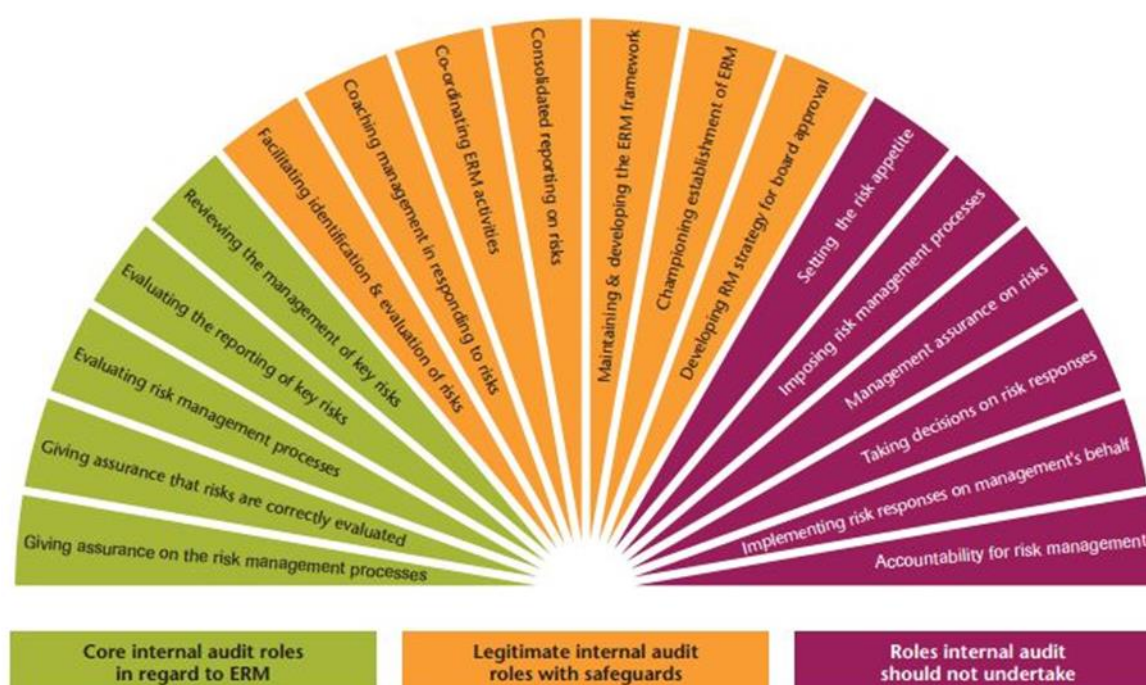 Giving assurance on the risk management processes
Giving assurance that risks are correctly evaluated
Evaluating risk management processes
Evaluating the reporting of key risks
Reviewing the management of key risks
Facilitating identification & evaluation of risks
Coaching management in responding to risks
Co-ordinating ERM activities
Consolidated reporting on risks
Maintaining & developing the ERM framework
Championing establishment of ERM
Developing RM strategy for board approval
Setting the risk appetite
Imposing risk management processes
Management assurance on risks
Taking decisions on risk responses
Implementing risk responses on management's behalf
Accountability for risk management
Core internal audit roles
in regard to ERM
Legitimate internal audit
roles with safeguards
Roles internal audit
should not undertake